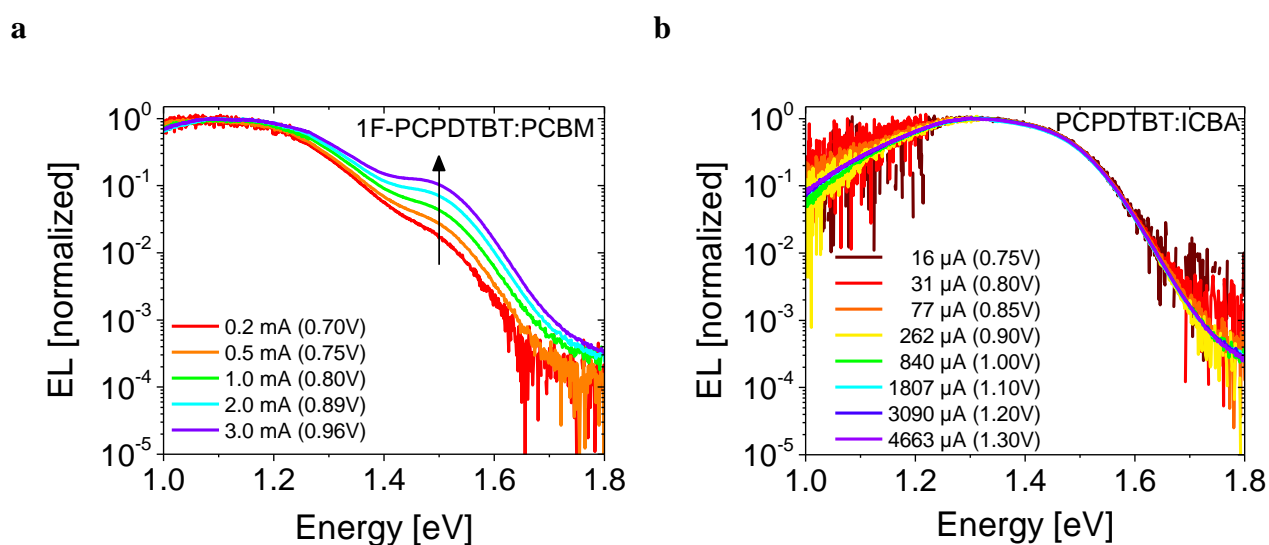 a
1F-PCPDTBT:PCBM
10⁰
10⁻¹
10⁻²
10⁻³
10⁻⁴
10⁻⁵
EL [normalized]
0.2 mA (0.70V)
0.5 mA (0.75V)
1.0 mA (0.80V)
2.0 mA (0.89V)
3.0 mA (0.96V)
1.0 1.2 1.4 1.6 1.8
Energy [eV]
b
PCPDTBT:ICBA
10⁰
10⁻¹
10⁻²
10⁻³
10⁻⁴
10⁻⁵
EL [normalized]
16 µA (0.75V)
31 µA (0.80V)
77 µA (0.85V)
262 µA (0.90V)
840 µA (1.00V)
1807 µA (1.10V)
3090 µA (1.20V)
4663 µA (1.30V)
1.0 1.2 1.4 1.6 1.8
Energy [eV]